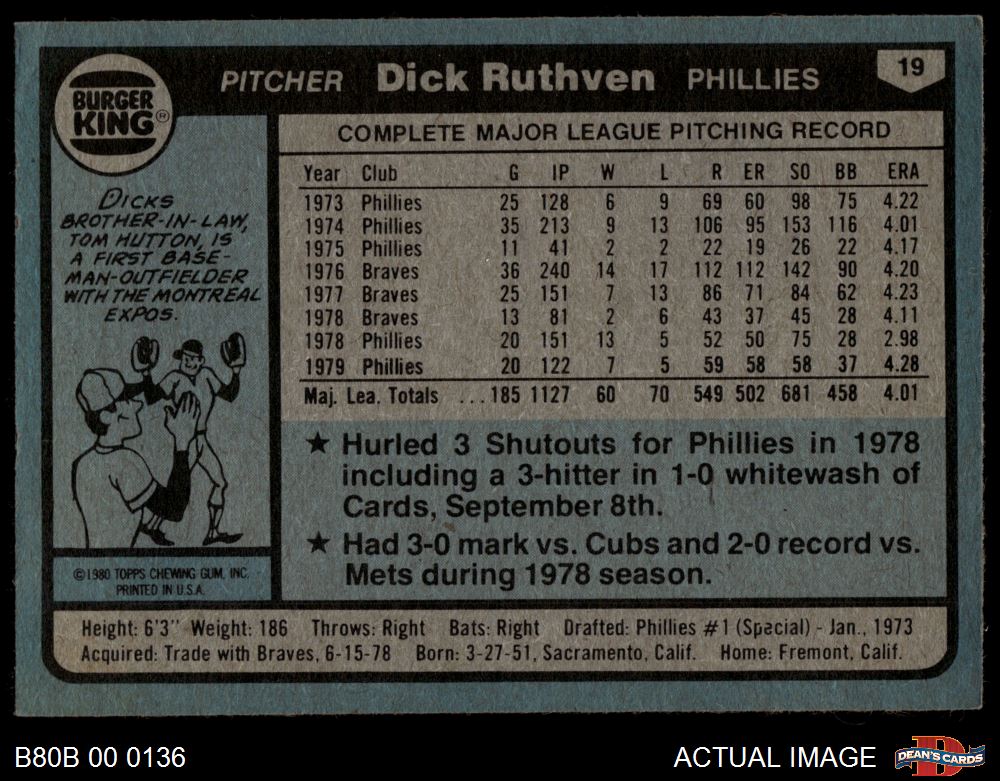 BURGER KING®
PITCHER Dick Ruthven PHILLIES 19
DICKS
BROTHER-IN-LAW,
TOM HUTTON, IS
A FIRST BASE-
MAN-OUTFIELDER
WITH THE MONTREAL
EXPOS.
©1980 TOPPS CHEWING GUM, INC.
PRINTED IN U.S.A.
COMPLETE MAJOR LEAGUE PITCHING RECORD
Year Club G IP W L R ER SO BB ERA
1973 Phillies 25 128 6 9 69 60 98 75 4.22
1974 Phillies 35 213 9 13 106 95 153 116 4.01
1975 Phillies 11 41 2 2 22 19 26 22 4.17
1976 Braves 36 240 14 17 112 112 142 90 4.20
1977 Braves 25 151 7 13 86 71 84 62 4.23
1978 Braves 13 81 2 6 43 37 45 28 4.11
1978 Phillies 20 151 13 5 52 50 75 28 2.98
1979 Phillies 20 122 7 5 59 58 58 37 4.28
Maj. Lea. Totals ...185 1127 60 70 549 502 681 458 4.01
★ Hurled 3 Shutouts for Phillies in 1978
including a 3-hitter in 1-0 whitewash of
Cards, September 8th.
★ Had 3-0 mark vs. Cubs and 2-0 record vs.
Mets during 1978 season.
Height: 6'3" Weight: 186 Throws: Right Bats: Right Drafted: Phillies #1 (Special) - Jan., 1973
Acquired: Trade with Braves, 6-15-78 Born: 3-27-51, Sacramento, Calif. Home: Fremont, Calif.
B80B 00 0136 ACTUAL IMAGE DEAN'S CARDS